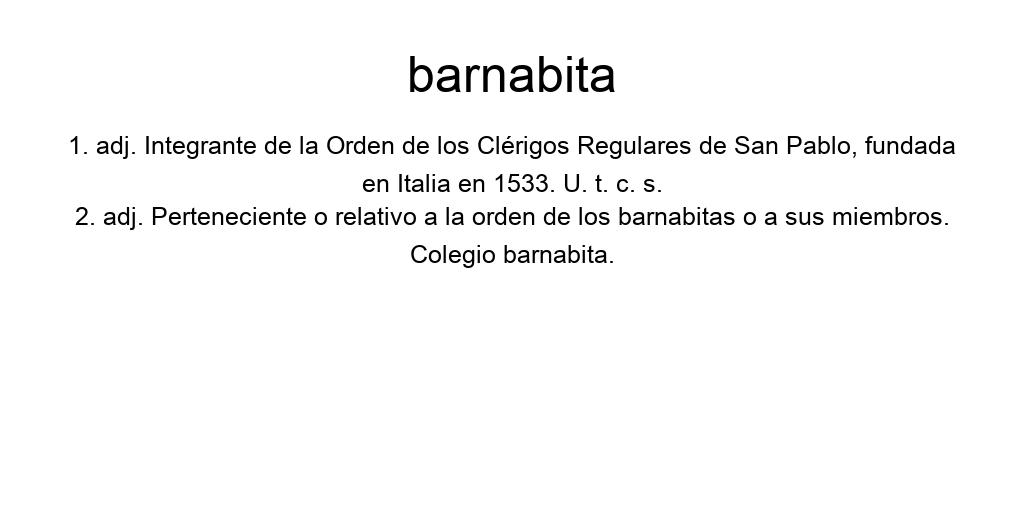 barnabita
1. adj. Integrante de la Orden de los Clérigos Regulares de San Pablo, fundada
en Italia en 1533. U. t. c. s.
2. adj. Perteneciente o relativo a la orden de los barnabitas o a sus miembros.
Colegio barnabita.